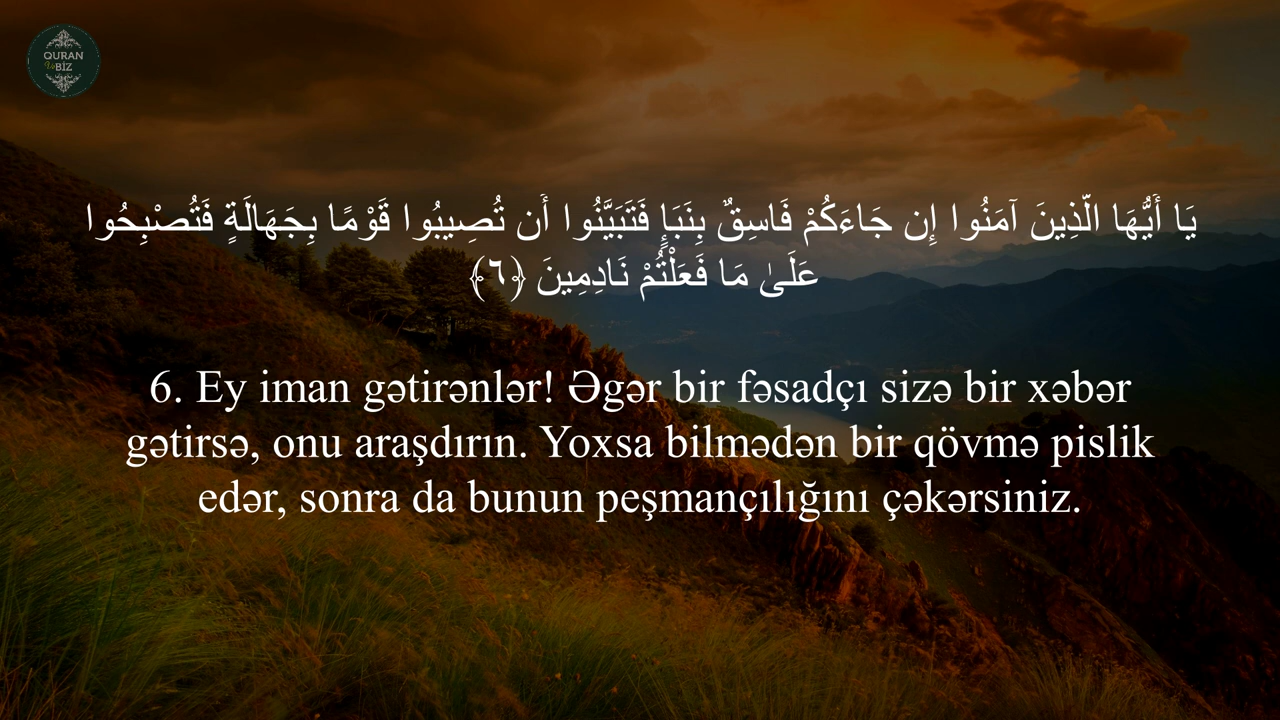 QURAN
Və BİZ
يَا أَيُّهَا الَّذِينَ آمَنُوا إِن جَاءَكُمْ فَاسِقٌ بِنَبَإٍ فَتَبَيَّنُوا أَن تُصِيبُوا قَوْمًا بِجَهَالَةٍ فَتُصْبِحُوا
عَلَىٰ مَا فَعَلْتُمْ نَادِمِينَ ﴿٦﴾
6. Ey iman gətirənlər! Əgər bir fəsadçı sizə bir xəbər
gətirsə, onu araşdırın. Yoxsa bilmədən bir qövmə pislik
edər, sonra da bunun peşmançılığını çəkərsiniz.